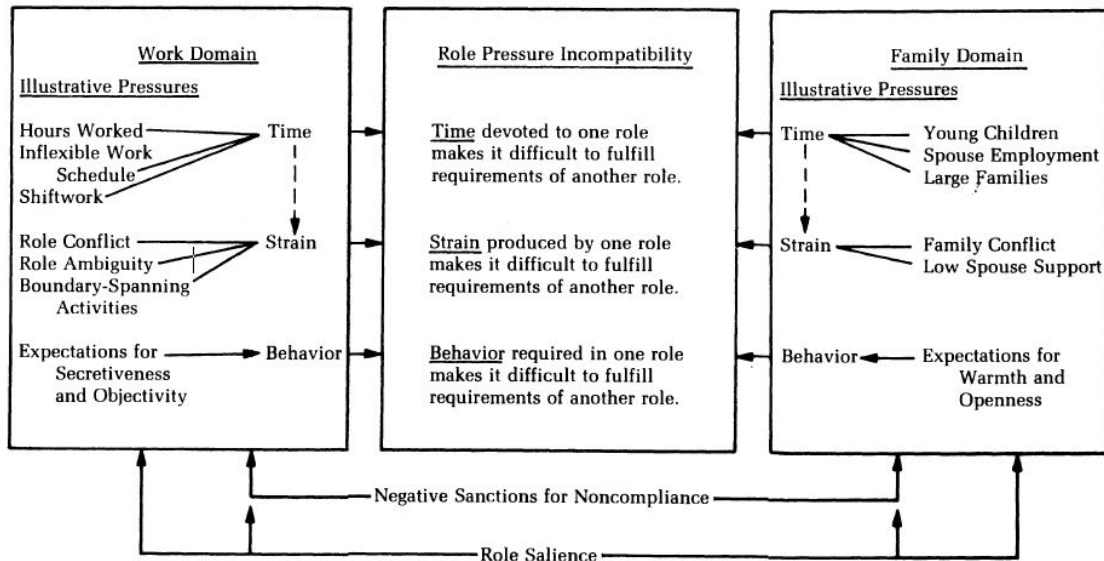 Work Domain
Illustrative Pressures
Hours Worked
Inflexible Work
Schedule
Shiftwork
Time
Role Conflict
Role Ambiguity
Boundary-Spanning
Activities
Strain
Expectations for
Secretiveness
and Objectivity
Behavior
Role Pressure Incompatibility
Time devoted to one role
makes it difficult to fulfill
requirements of another role.
Strain produced by one role
makes it difficult to fulfill
requirements of another role.
Behavior required in one role
makes it difficult to fulfill
requirements of another role.
Family Domain
Illustrative Pressures
Time
Young Children
Spouse Employment
Large Families
Strain
Family Conflict
Low Spouse Support
Behavior
Expectations for
Warmth and
Openness
Negative Sanctions for Noncompliance
Role Salience